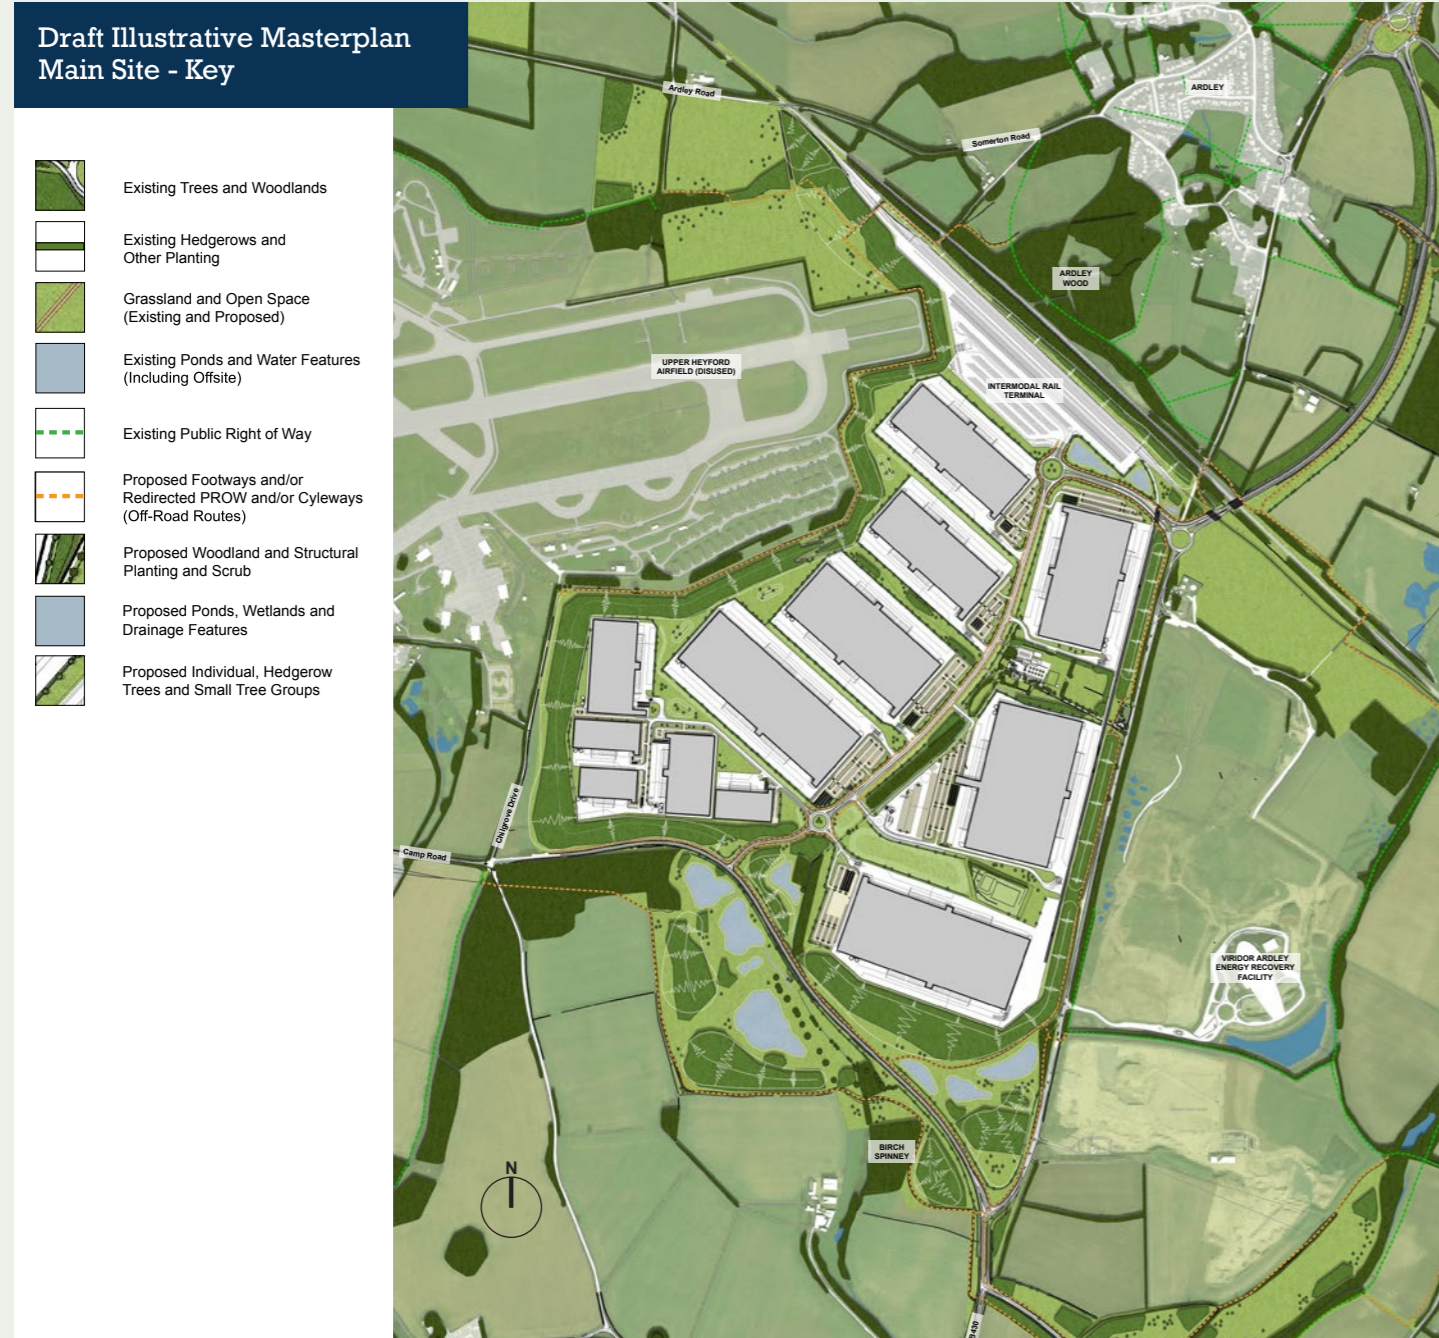 Draft Illustrative Masterplan
Main Site - Key
Existing Trees and Woodlands
Existing Hedgerows and
Other Planting
Grassland and Open Space
(Existing and Proposed)
Existing Ponds and Water Features
(Including Offsite)
Existing Public Right of Way
Proposed Footways and/or
Redirected PROW and/or Cyleways
(Off-Road Routes)
Proposed Woodland and Structural
Planting and Scrub
Proposed Ponds, Wetlands and
Drainage Features
Proposed Individual, Hedgerow
Trees and Small Tree Groups
Ardley Road
ARDLEY
Somerton Road
ARDLEY
WOOD
UPPER HEYFORD
AIRFIELD (DISUSED)
INTERMODAL RAIL
TERMINAL
Chilgrove Drive
Camp Road
VIRIDOR ARDLEY
ENERGY RECOVERY
FACILITY
BIRCH
SPINNEY
N
B430